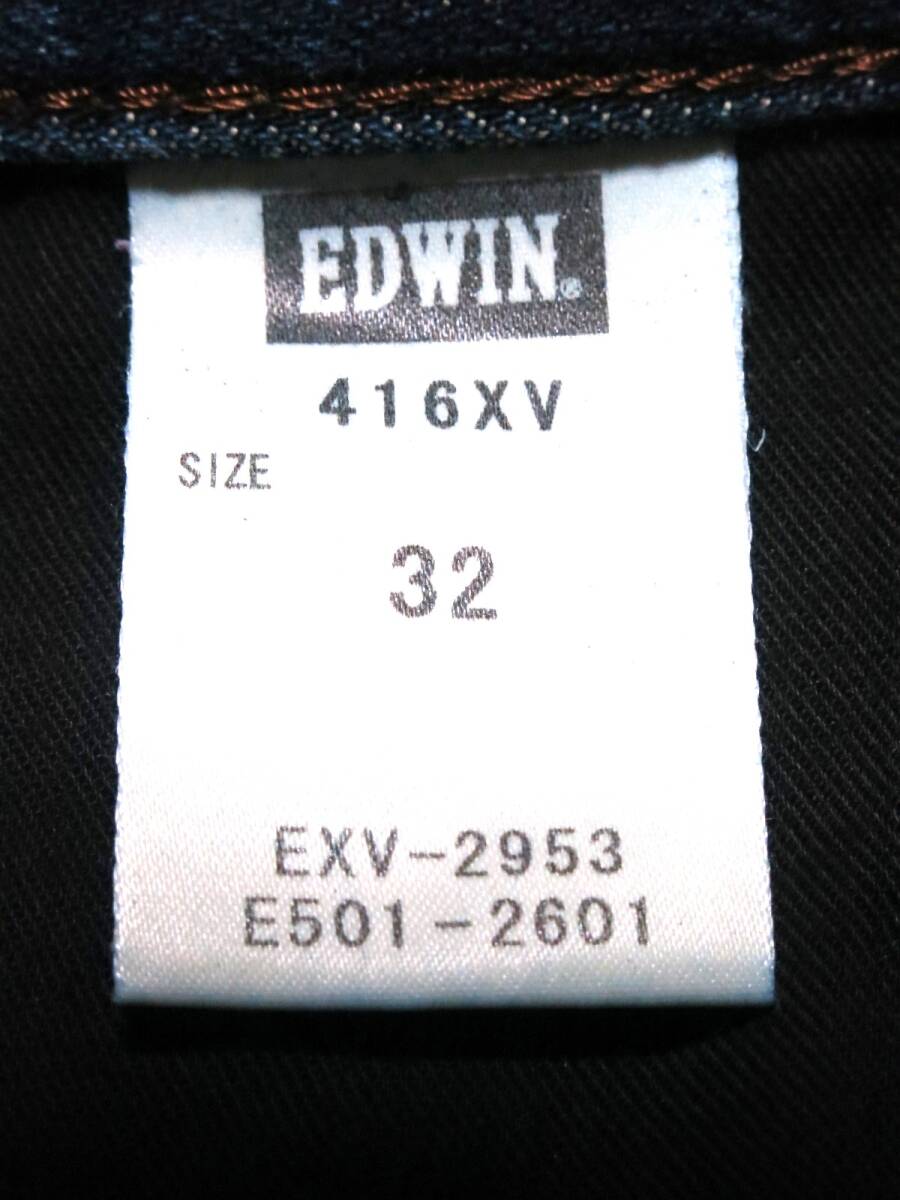 EDWIN®
416XV
SIZE
32
EXV-2953
E501-2601